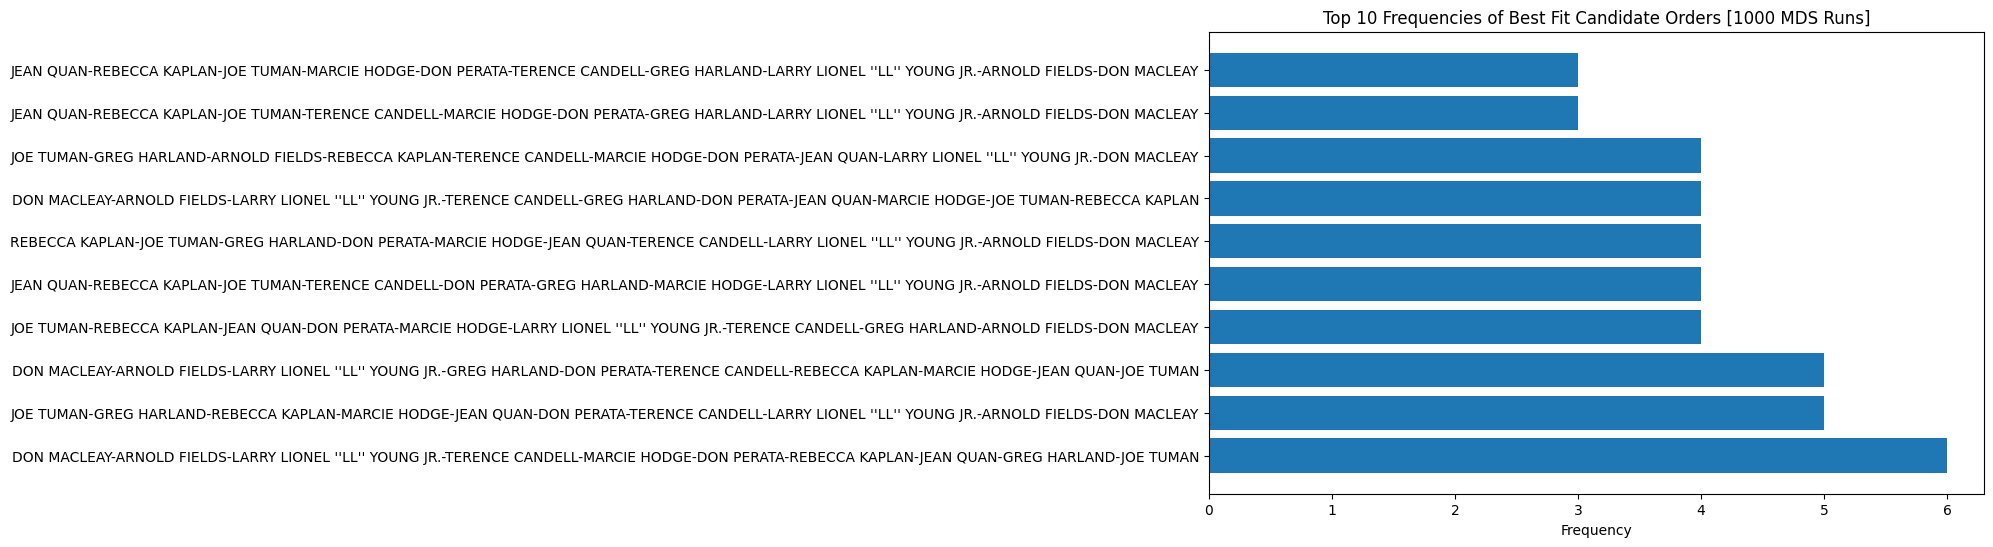 Top 10 Frequencies of Best Fit Candidate Orders [1000 MDS Runs]
JEAN QUAN-REBECCA KAPLAN-JOE TUMAN-MARCIE HODGE-DON PERATA-TERENCE CANDELL-GREG HARLAND-LARRY LIONEL ''LL'' YOUNG JR.-ARNOLD FIELDS-DON MACLEAY
JEAN QUAN-REBECCA KAPLAN-JOE TUMAN-TERENCE CANDELL-MARCIE HODGE-DON PERATA-GREG HARLAND-LARRY LIONEL ''LL'' YOUNG JR.-ARNOLD FIELDS-DON MACLEAY
JOE TUMAN-GREG HARLAND-ARNOLD FIELDS-REBECCA KAPLAN-TERENCE CANDELL-MARCIE HODGE-DON PERATA-JEAN QUAN-LARRY LIONEL ''LL'' YOUNG JR.-DON MACLEAY
DON MACLEAY-ARNOLD FIELDS-LARRY LIONEL ''LL'' YOUNG JR.-TERENCE CANDELL-GREG HARLAND-DON PERATA-JEAN QUAN-MARCIE HODGE-JOE TUMAN-REBECCA KAPLAN
REBECCA KAPLAN-JOE TUMAN-GREG HARLAND-DON PERATA-MARCIE HODGE-JEAN QUAN-TERENCE CANDELL-LARRY LIONEL ''LL'' YOUNG JR.-ARNOLD FIELDS-DON MACLEAY
JEAN QUAN-REBECCA KAPLAN-JOE TUMAN-TERENCE CANDELL-DON PERATA-GREG HARLAND-MARCIE HODGE-LARRY LIONEL ''LL'' YOUNG JR.-ARNOLD FIELDS-DON MACLEAY
JOE TUMAN-REBECCA KAPLAN-JEAN QUAN-DON PERATA-MARCIE HODGE-LARRY LIONEL ''LL'' YOUNG JR.-TERENCE CANDELL-GREG HARLAND-ARNOLD FIELDS-DON MACLEAY
DON MACLEAY-ARNOLD FIELDS-LARRY LIONEL ''LL'' YOUNG JR.-GREG HARLAND-DON PERATA-TERENCE CANDELL-REBECCA KAPLAN-MARCIE HODGE-JEAN QUAN-JOE TUMAN
JOE TUMAN-GREG HARLAND-REBECCA KAPLAN-MARCIE HODGE-JEAN QUAN-DON PERATA-TERENCE CANDELL-LARRY LIONEL ''LL'' YOUNG JR.-ARNOLD FIELDS-DON MACLEAY
DON MACLEAY-ARNOLD FIELDS-LARRY LIONEL ''LL'' YOUNG JR.-TERENCE CANDELL-MARCIE HODGE-DON PERATA-REBECCA KAPLAN-JEAN QUAN-GREG HARLAND-JOE TUMAN
0 1 2 3 4 5 6
Frequency